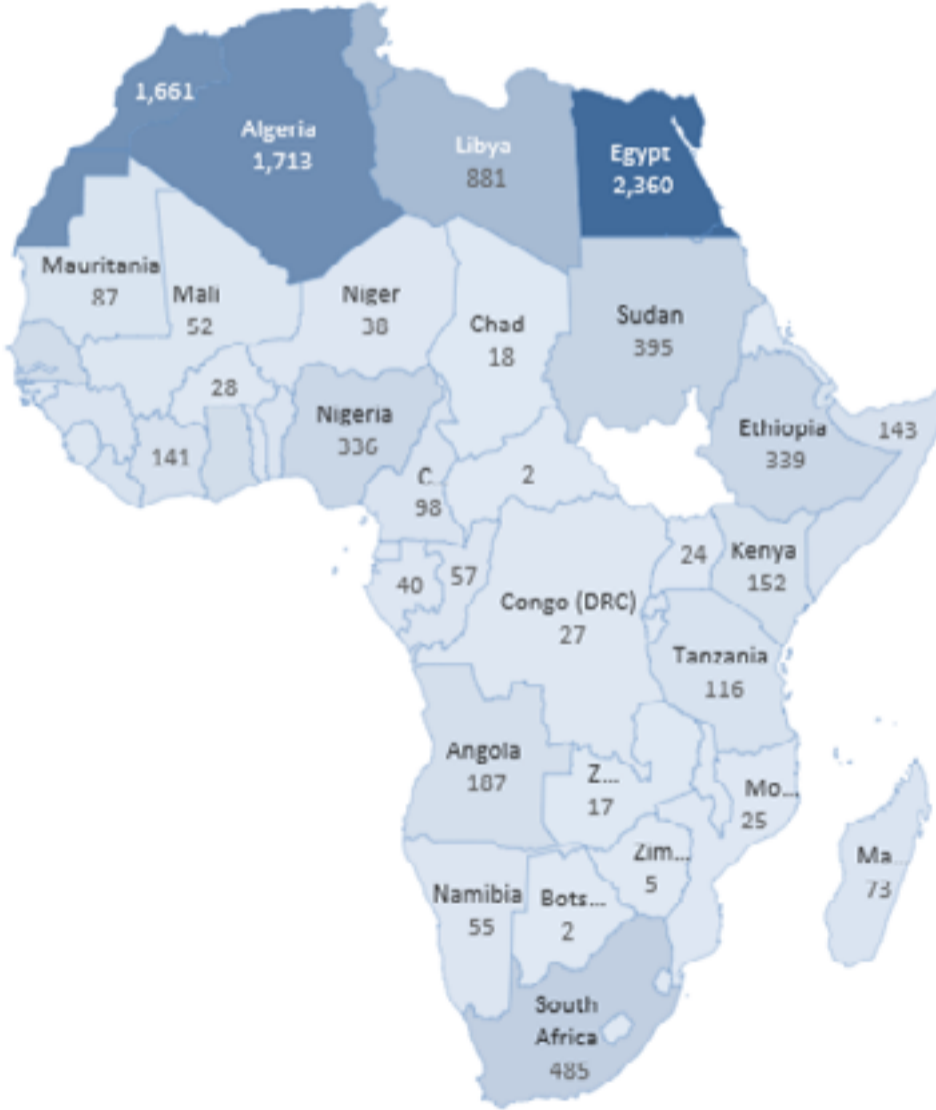 1,661
Algeria
1,713
Libya
881
Egypt
2,360
Mauritania
87
Mali
52
Niger
38
Chad
18
Sudan
395
28
Nigeria
336
141
C.
98
2
Ethiopia
339
143
40
57
Congo (DRC)
27
24
Kenya
152
Tanzania
116
Angola
187
Z...
17
Mo...
25
Zim...
5
Ma...
73
Namibia
55
Bots...
2
South
Africa
485